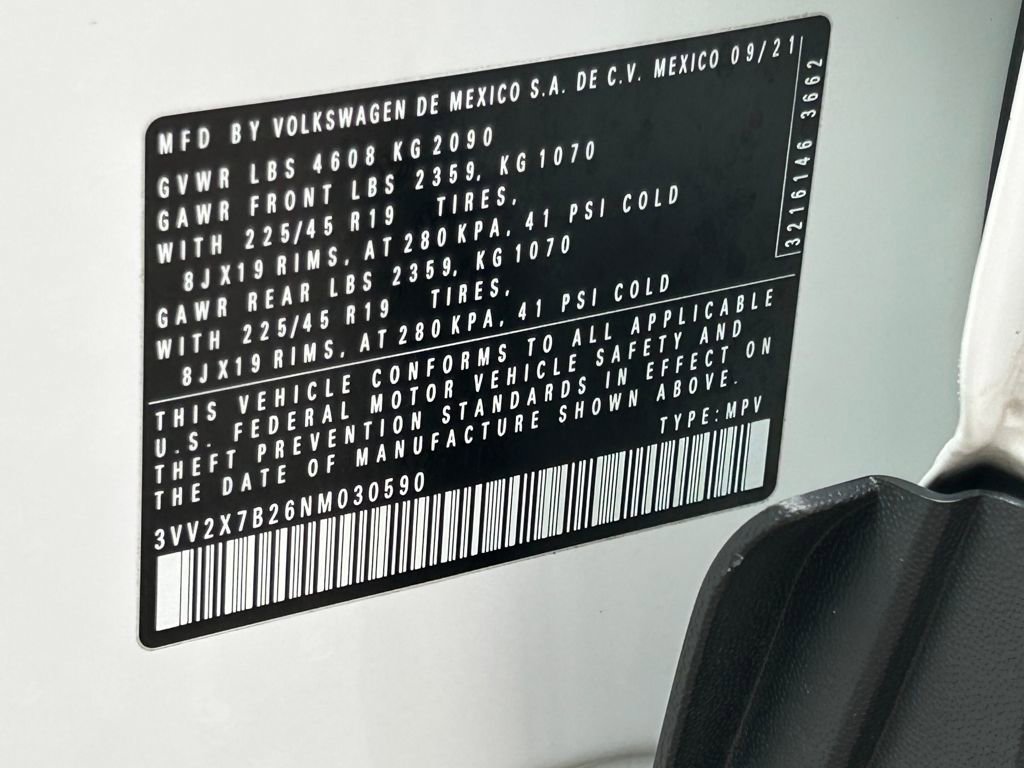 MFD BY VOLKSWAGEN DE MEXICO S.A. DE C.V. MEXICO 09/21
GVWR LBS 4608 KG 2090
GAWR FRONT LBS 2359, KG 1070
WITH 225/45 R19 TIRES,
8JX19 RIMS, AT 280 KPA, 41 PSI COLD
GAWR REAR LBS 2359, KG 1070
WITH 225/45 R19 TIRES,
8JX19 RIMS, AT 280 KPA, 41 PSI COLD
3216146 3662
THIS VEHICLE CONFORMS TO ALL APPLICABLE
U.S. FEDERAL MOTOR VEHICLE SAFETY AND
THEFT PREVENTION STANDARDS IN EFFECT ON
THE DATE OF MANUFACTURE SHOWN ABOVE.
TYPE: MPV
3VV2X7B26NM030590